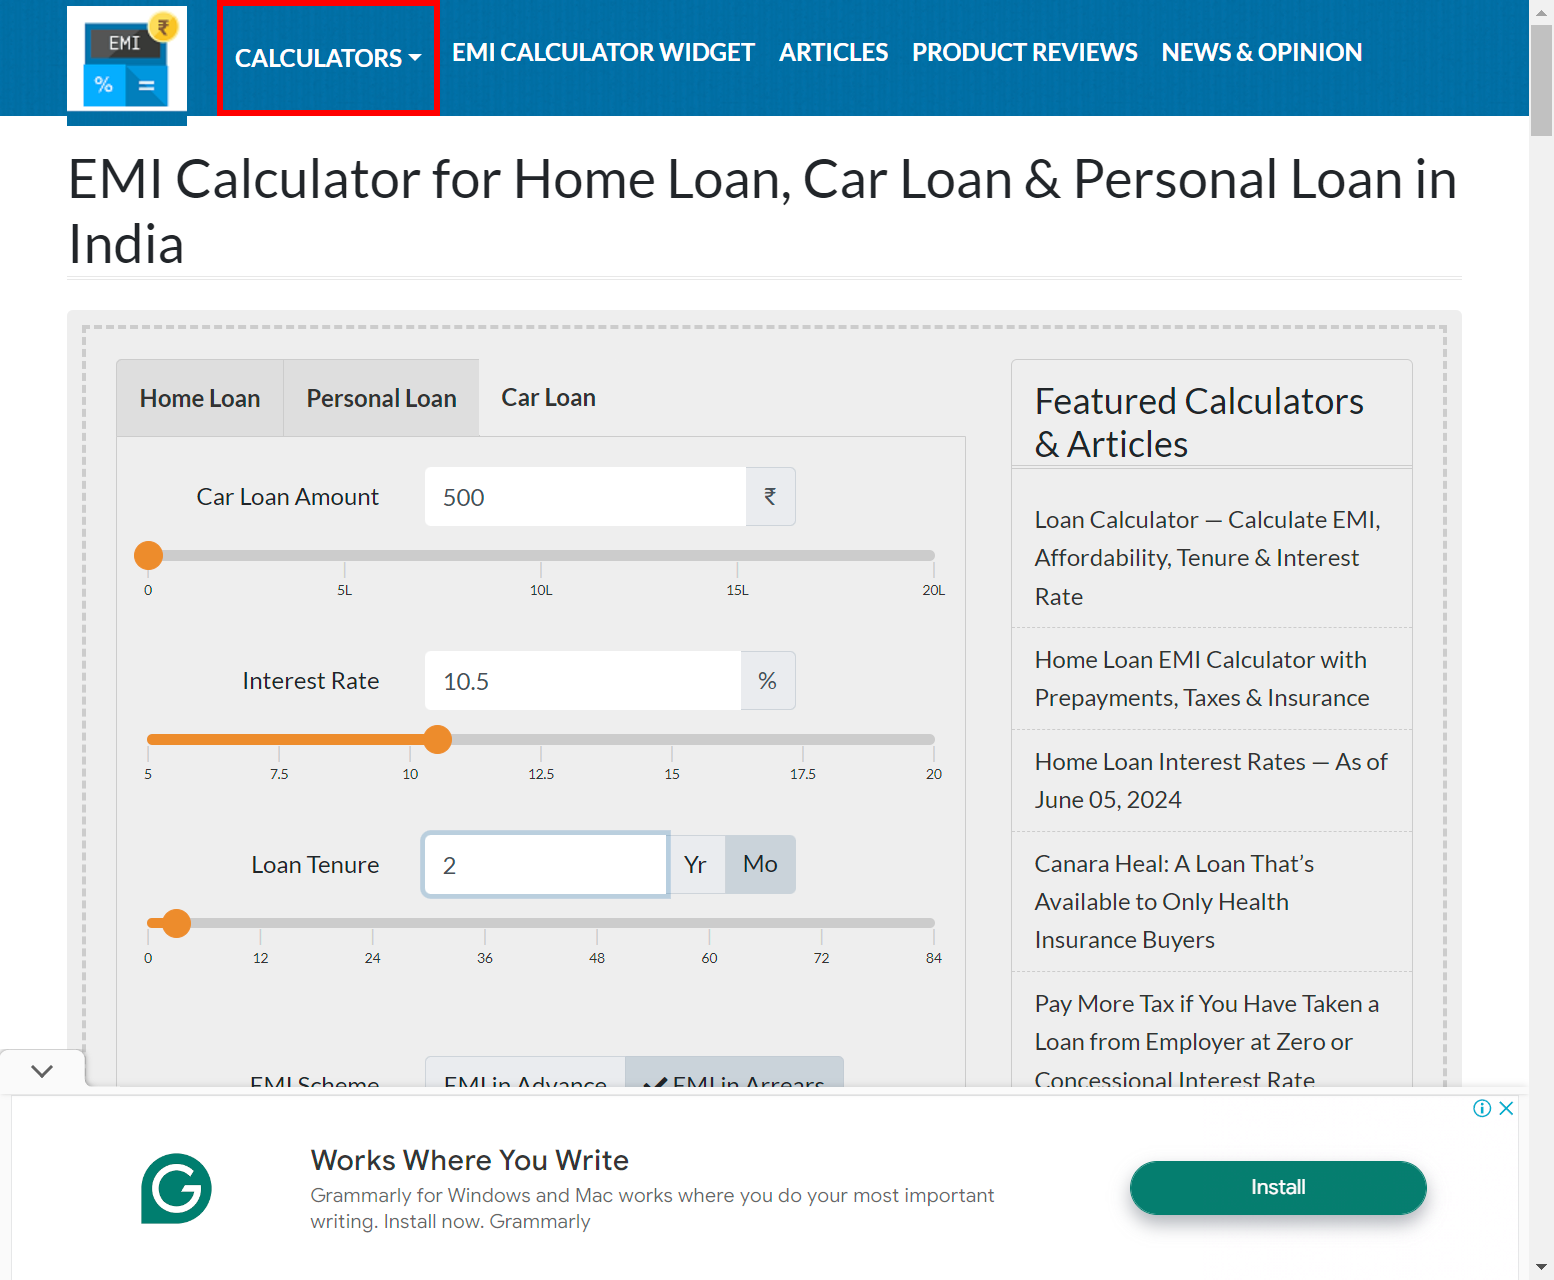 EMI
₹
%
=
CALCULATORS
EMI CALCULATOR WIDGET
ARTICLES
PRODUCT REVIEWS
NEWS & OPINION
EMI Calculator for Home Loan, Car Loan & Personal Loan in
India
Home Loan
Personal Loan
Car Loan
Car Loan Amount
500
₹
0
5L
10L
15L
20L
Interest Rate
10.5
%
5
7.5
10
12.5
15
17.5
20
Loan Tenure
2
Yr
Mo
0
12
24
36
48
60
72
84
EMI Scheme
EMI in Advance
EMI in Arrears
Featured Calculators
& Articles
Loan Calculator — Calculate EMI,
Affordability, Tenure & Interest
Rate
Home Loan EMI Calculator with
Prepayments, Taxes & Insurance
Home Loan Interest Rates — As of
June 05, 2024
Canara Heal: A Loan That’s
Available to Only Health
Insurance Buyers
Pay More Tax if You Have Taken a
Loan from Employer at Zero or
Concessional Interest Rate
Works Where You Write
Grammarly for Windows and Mac works where you do your most important
writing. Install now. Grammarly
Install